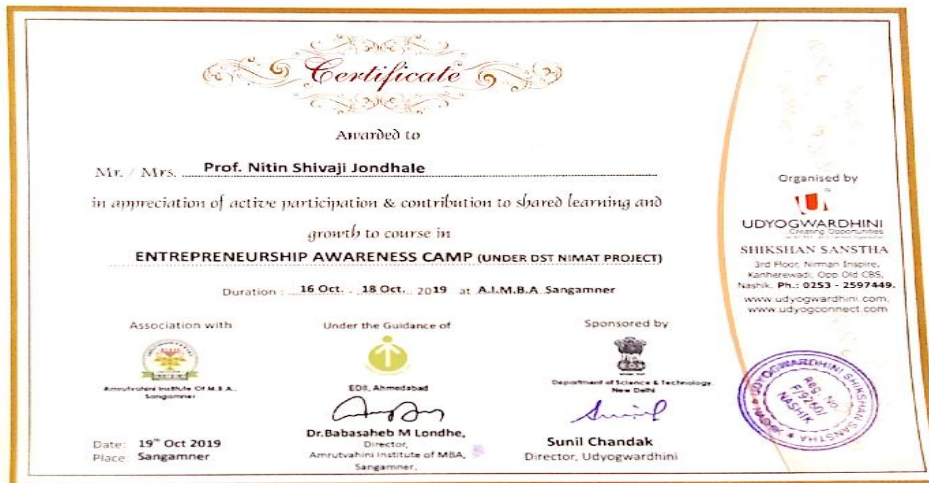 Certificate
Awarded to
Mr. / Mrs. Prof. Nitin Shivaji Jondhale
in appreciation of active participation & contribution to shared learning and
growth to course in
ENTREPRENEURSHIP AWARENESS CAMP (UNDER DST NIMAT PROJECT)
Duration : 16 Oct. - 18 Oct. 2019 at A.I.M.B.A Sangamner
Association with
Amrutvahini Institute Of M.B.A.,
Sangamner
Under the Guidance of
EDII, Ahmedabad
Dr.Babasaheb M Londhe,
Director,
Amrutvahini Institute of MBA,
Sangamner.
Sponsored by
Department of Science & Technology
New Delhi
Sunil Chandak
Director, Udyogwardhini
Date: 19th Oct 2019
Place: Sangamner
Organised by
UDYOGWARDHINI
Creating Opportunities
SHIKSHAN SANSTHA
3rd Floor, Nirman Inspire,
Kanherewadi, Opp Old CBS,
Nashik. Ph.: 0253 - 2597449.
www.udyogwardhini.com,
www.udyogconnect.com
UDYOGWARDHINI SHIKSHAN SANSTHA
Reg. No.
NASHIK